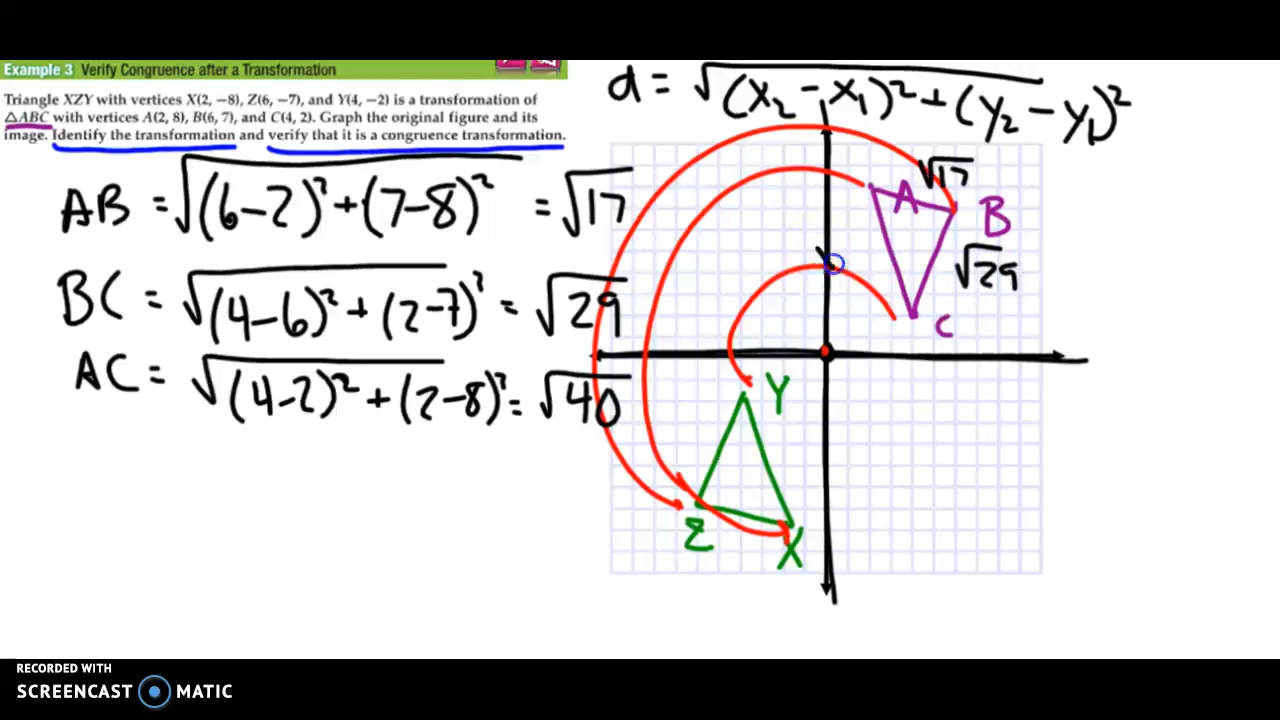 Example 3 Verify Congruence after a Transformation
Triangle XZY with vertices X(2, −8), Z(6, −7), and Y(4, −2) is a transformation of
△ABC with vertices A(2, 8), B(6, 7), and C(4, 2). Graph the original figure and its
image. Identify the transformation and verify that it is a congruence transformation.
d = √(x₂ − x₁)² + (y₂ − y₁)²
AB = √(6−2)² + (7−8)² = √17
BC = √(4−6)² + (2−7)² = √29
AC = √(4−2)² + (2−8)² = √40
√17
A
B
√29
C
Y
Z
X
RECORDED WITH
SCREENCAST MATIC